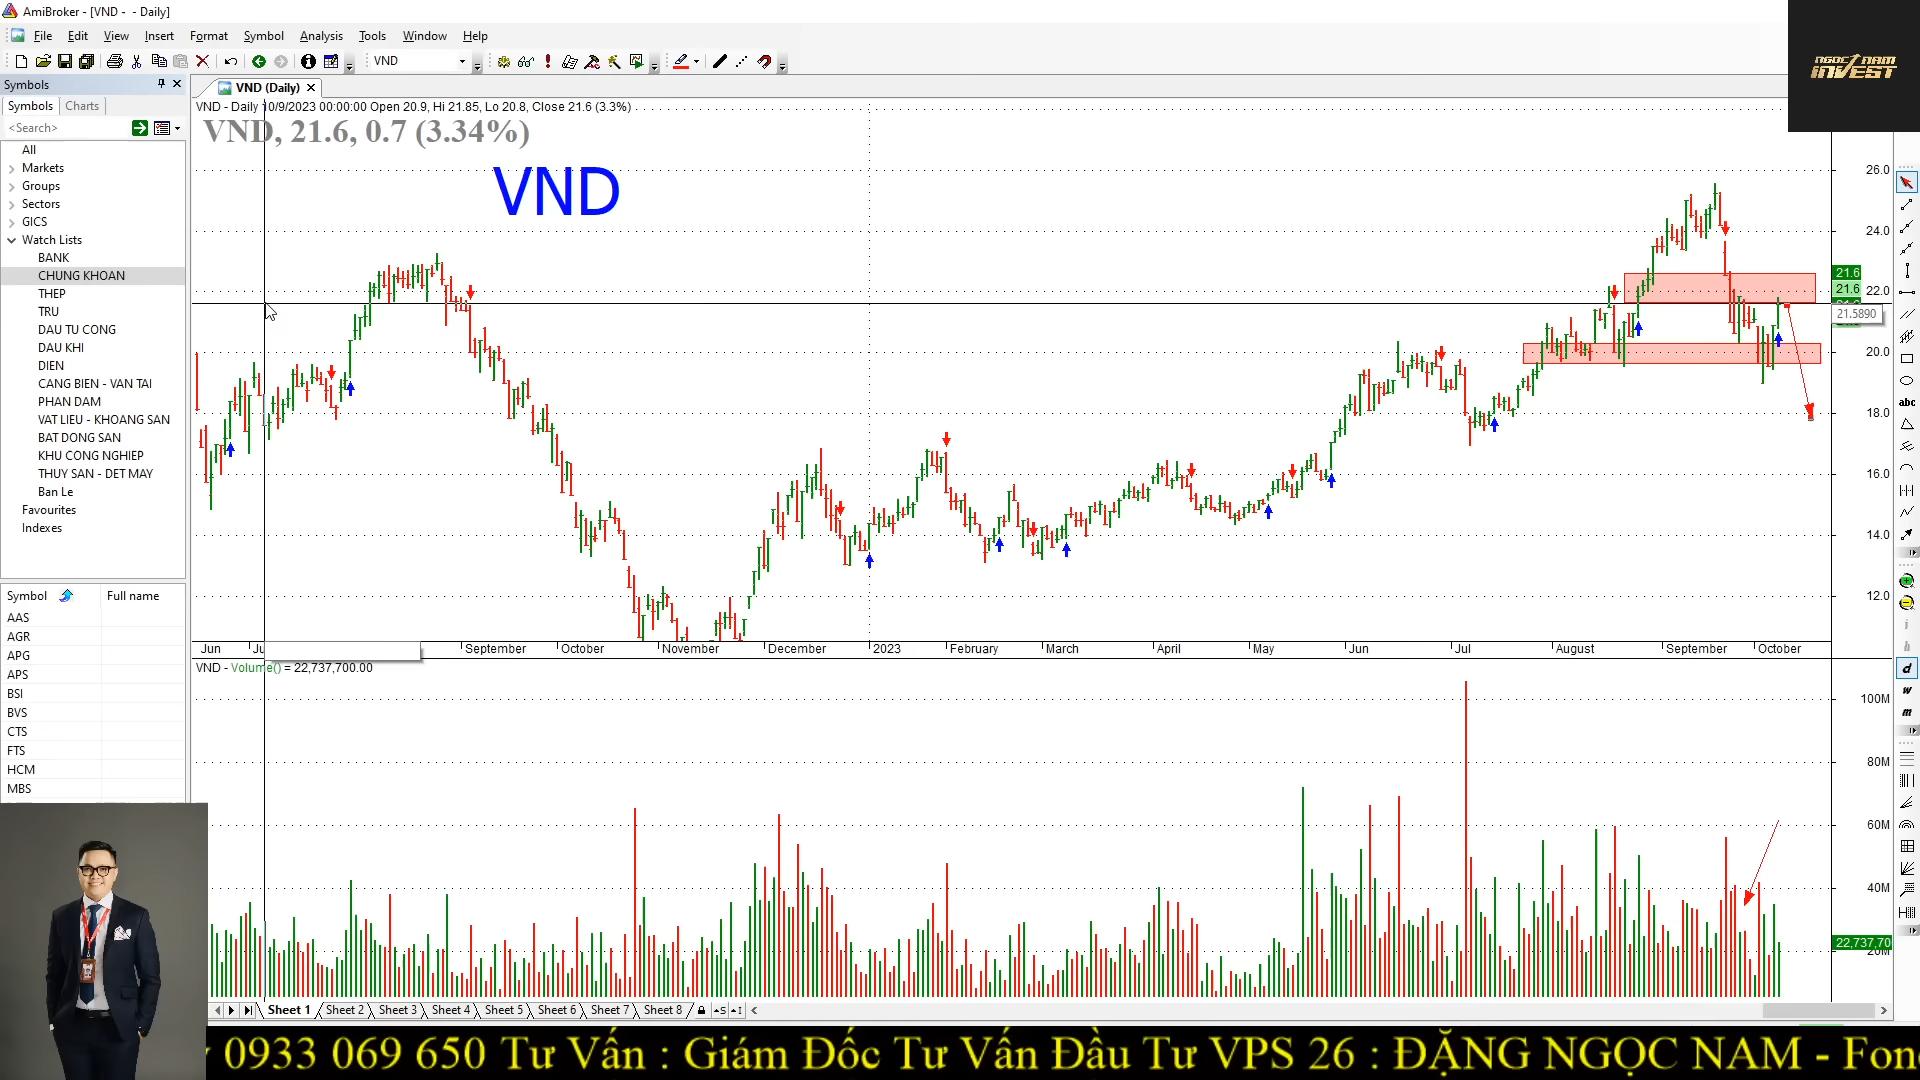 AmiBroker - [VND -  - Daily]
File Edit View Insert Format Symbol Analysis Tools Window Help
VND
NGOC NAM
INVEST
Symbols
VND (Daily)
Symbols Charts
<Search>
VND - Daily 10/9/2023 00:00:00 Open 20.9, Hi 21.85, Lo 20.8, Close 21.6 (3.3%)
VND, 21.6, 0.7 (3.34%)
VND
All
Markets
Groups
Sectors
GICS
Watch Lists
BANK
CHUNG KHOAN
THEP
TRU
DAU TU CONG
DAU KHI
DIEN
CANG BIEN - VAN TAI
PHAN DAM
VAT LIEU - KHOANG SAN
BAT DONG SAN
KHU CONG NGHIEP
THUY SAN - DET MAY
Ban Le
Favourites
Indexes
26.0
24.0
21.6
21.6
22.0
21.5890
20.0
18.0
16.0
14.0
12.0
abc
Symbol Full name
AAS
AGR
APG
APS
BSI
BVS
CTS
FTS
HCM
MBS
Jun Ju September October November December 2023 February March April May Jun Jul August September October
VND - Volume() = 22,737,700.00
d
w
m
100M
80M
60M
40M
22,737,70
20M
Sheet 1 Sheet 2 Sheet 3 Sheet 4 Sheet 5 Sheet 6 Sheet 7 Sheet 8
0933 069 650 Tư Vấn : Giám Đốc Tư Vấn Đầu Tư VPS 26 : ĐẶNG NGỌC NAM - Fon